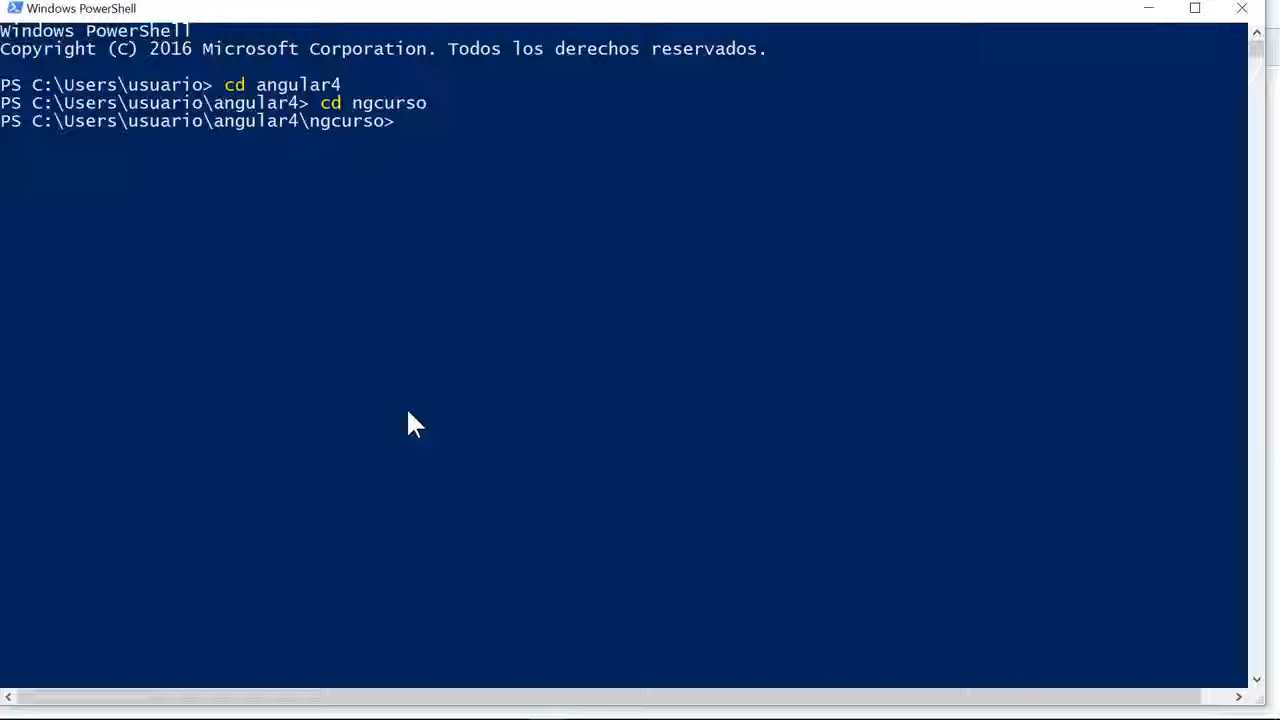 Windows PowerShell
Windows PowerShell
Copyright (C) 2016 Microsoft Corporation. Todos los derechos reservados.
PS C:\Users\usuario> cd angular4
PS C:\Users\usuario\angular4> cd ngcurso
PS C:\Users\usuario\angular4\ngcurso>